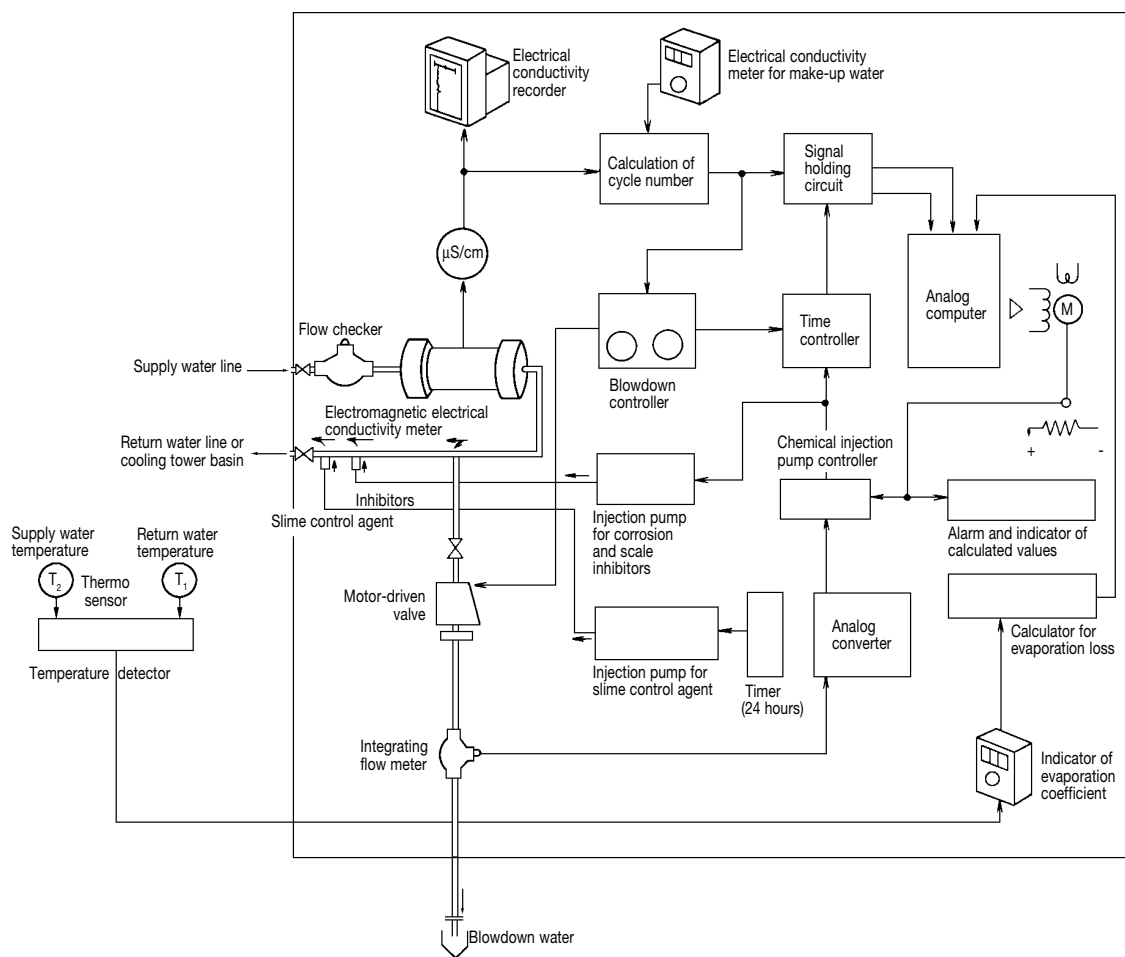 Electrical
conductivity
recorder
Electrical conductivity
meter for make-up water
Calculation of
cycle number
Signal
holding
circuit
µS/cm
Analog
computer
M
Flow checker
Time
controller
Supply water line
Blowdown
controller
Electromagnetic electrical
conductivity meter
Return water line or
cooling tower basin
Chemical injection
pump controller
+ -
Inhibitors
Slime control agent
Injection pump
for corrosion
and scale
inhibitors
Alarm and indicator of
calculated values
Supply water
temperature
Return water
temperature
T2
Thermo
sensor
T1
Motor-driven
valve
Temperature detector
Analog
converter
Calculator for
evaporation loss
Injection pump for
slime control agent
Timer
(24 hours)
Integrating
flow meter
Indicator of
evaporation
coefficient
Blowdown water